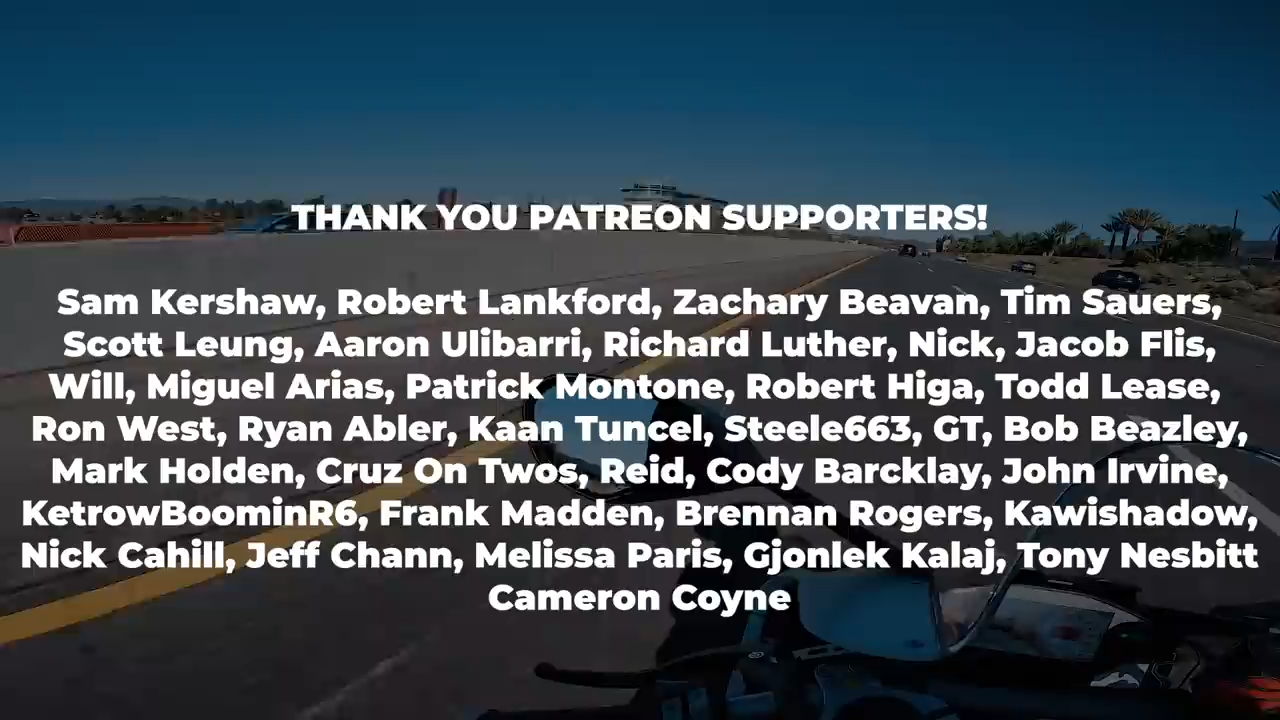 THANK YOU PATREON SUPPORTERS!
Sam Kershaw, Robert Lankford, Zachary Beavan, Tim Sauers,
Scott Leung, Aaron Ulibarri, Richard Luther, Nick, Jacob Flis,
Will, Miguel Arias, Patrick Montone, Robert Higa, Todd Lease,
Ron West, Ryan Abler, Kaan Tuncel, Steele663, GT, Bob Beazley,
Mark Holden, Cruz On Twos, Reid, Cody Barcklay, John Irvine,
KetrowBoominR6, Frank Madden, Brennan Rogers, Kawishadow,
Nick Cahill, Jeff Chann, Melissa Paris, Gjonlek Kalaj, Tony Nesbitt
Cameron Coyne